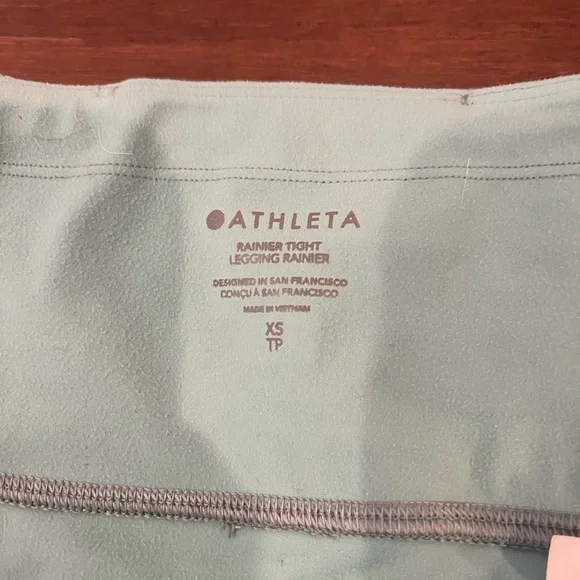 ATHLETA
RAINIER TIGHT
LEGGING RAINIER
DESIGNED IN SAN FRANCISCO
CONÇU À SAN FRANCISCO
MADE IN VIETNAM
XS
TP